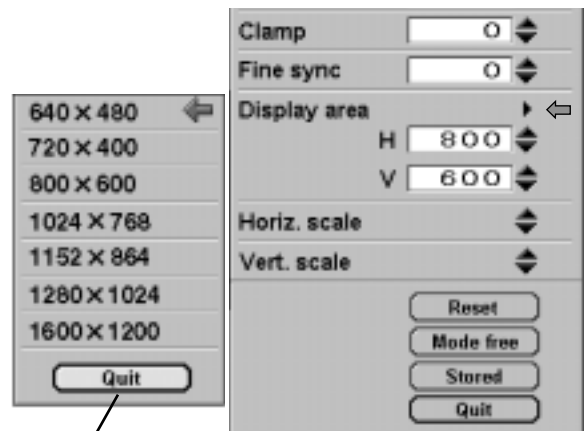 640 × 480
720 × 400
800 × 600
1024 × 768
1152 × 864
1280 × 1024
1600 × 1200
Quit
Clamp 0
Fine sync 0
Display area
H 800
V 600
Horiz. scale
Vert. scale
Reset
Mode free
Stored
Quit